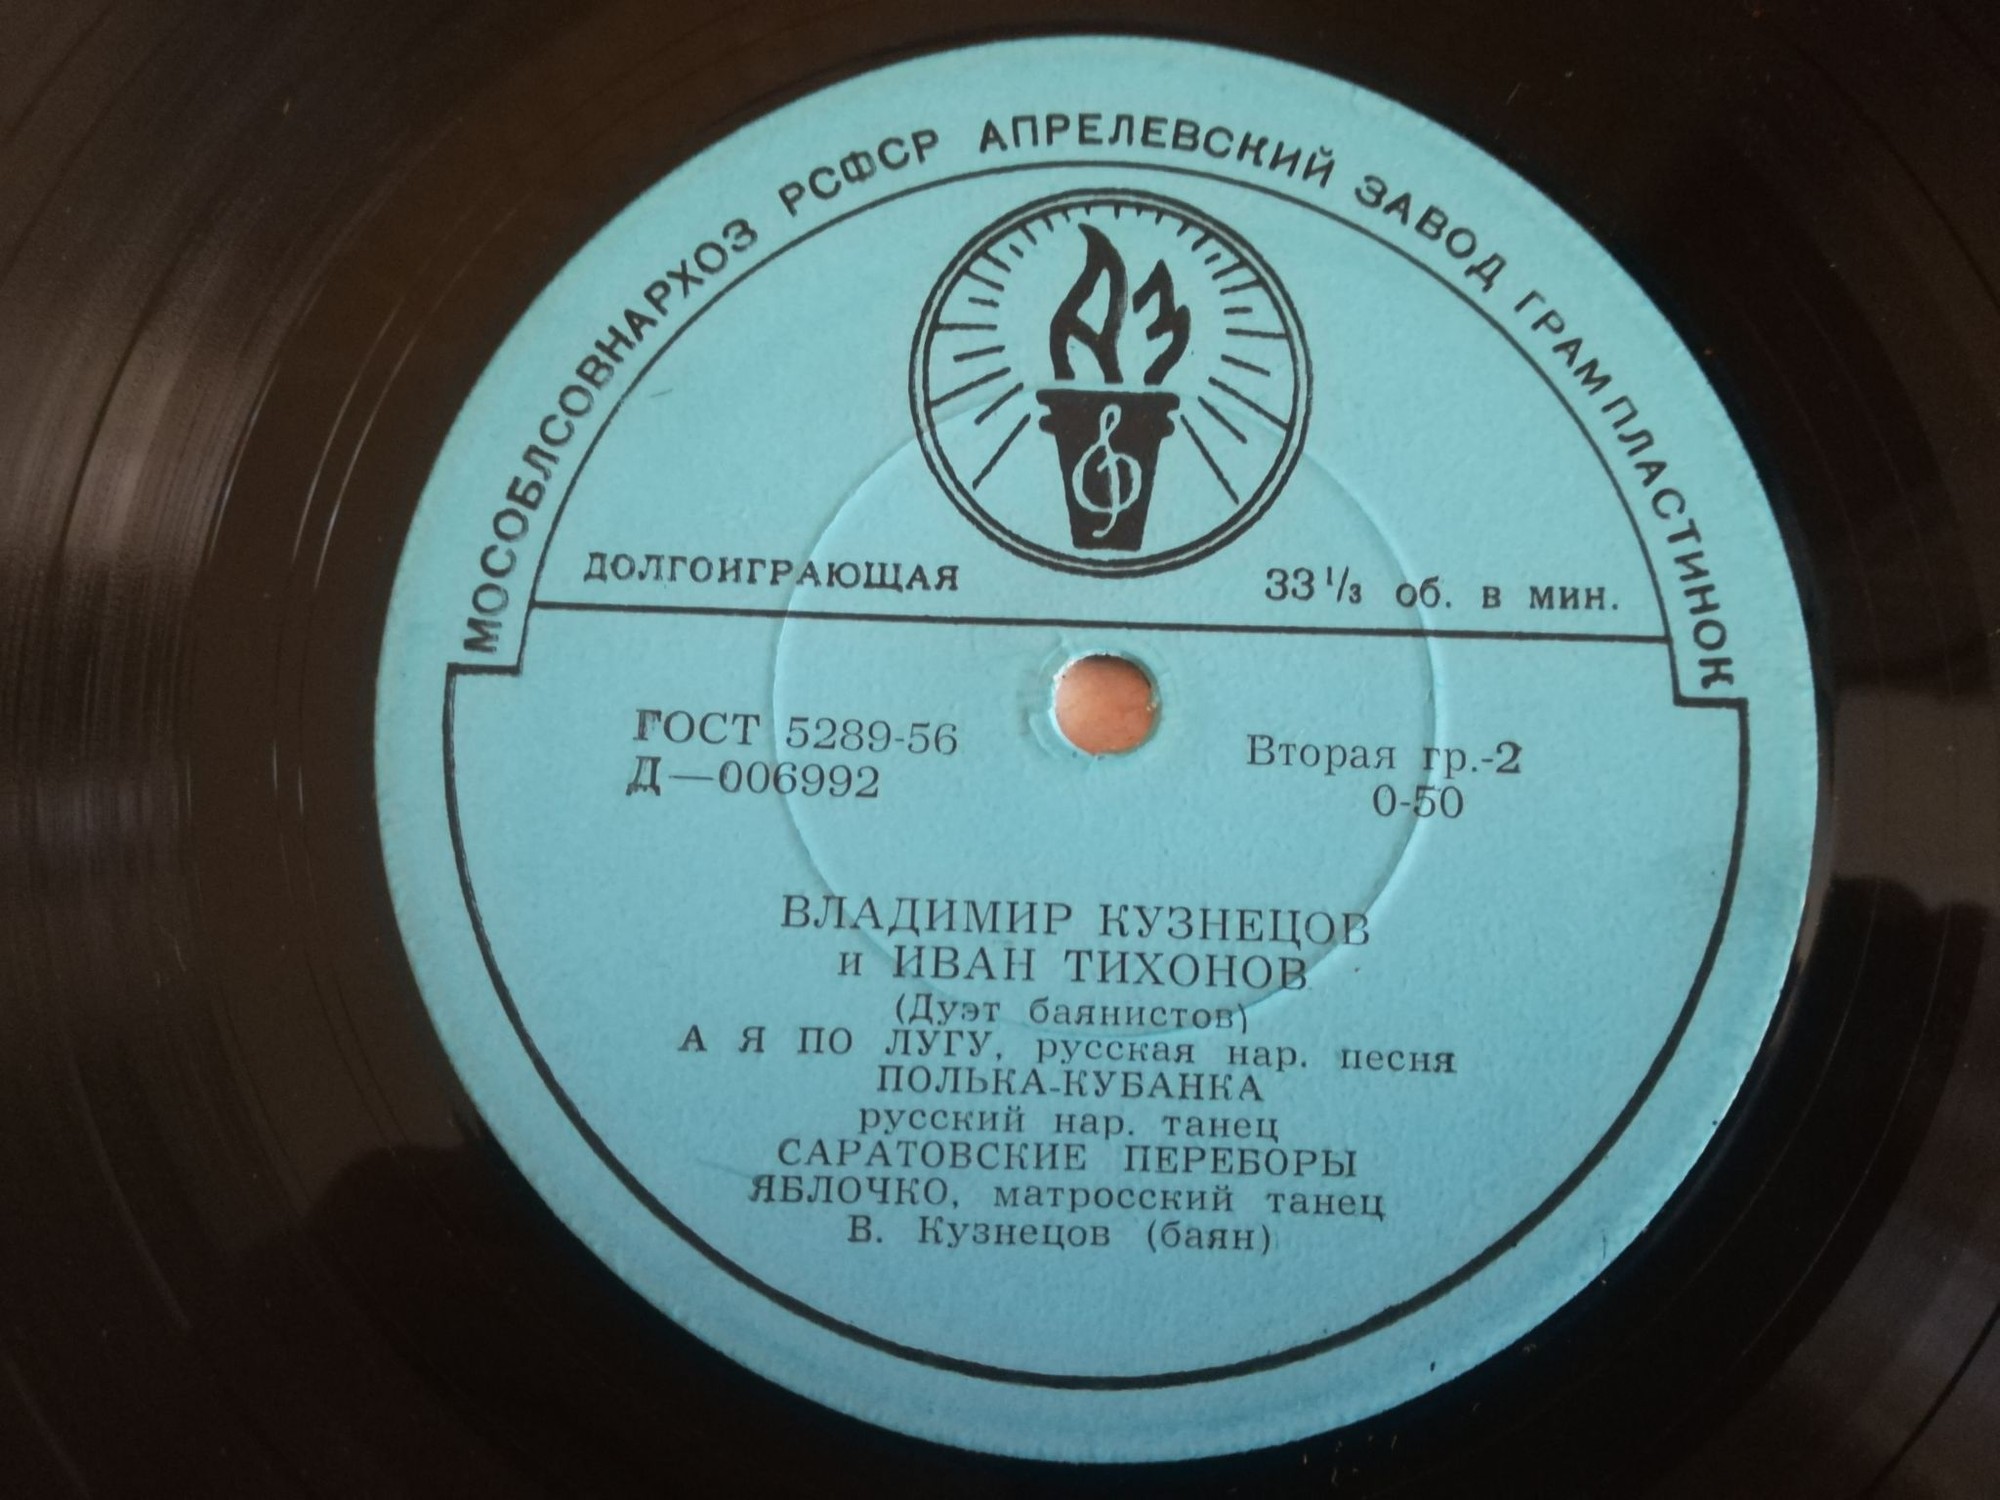 МОСОБЛСОВНАРХОЗ РСФСР АПРЕЛЕВСКИЙ ЗАВОД ГРАМПЛАСТИНОК
АЗ
ДОЛГОИГРАЮЩАЯ 33 1/3 об. в мин.
ГОСТ 5289-56
Д—006992
Вторая гр.-2
0-50
ВЛАДИМИР КУЗНЕЦОВ
и ИВАН ТИХОНОВ
(Дуэт баянистов)
А Я ПО ЛУГУ, русская нар. песня
ПОЛЬКА-КУБАНКА
русский нар. танец
САРАТОВСКИЕ ПЕРЕБОРЫ
ЯБЛОЧКО, матросский танец
В. Кузнецов (баян)